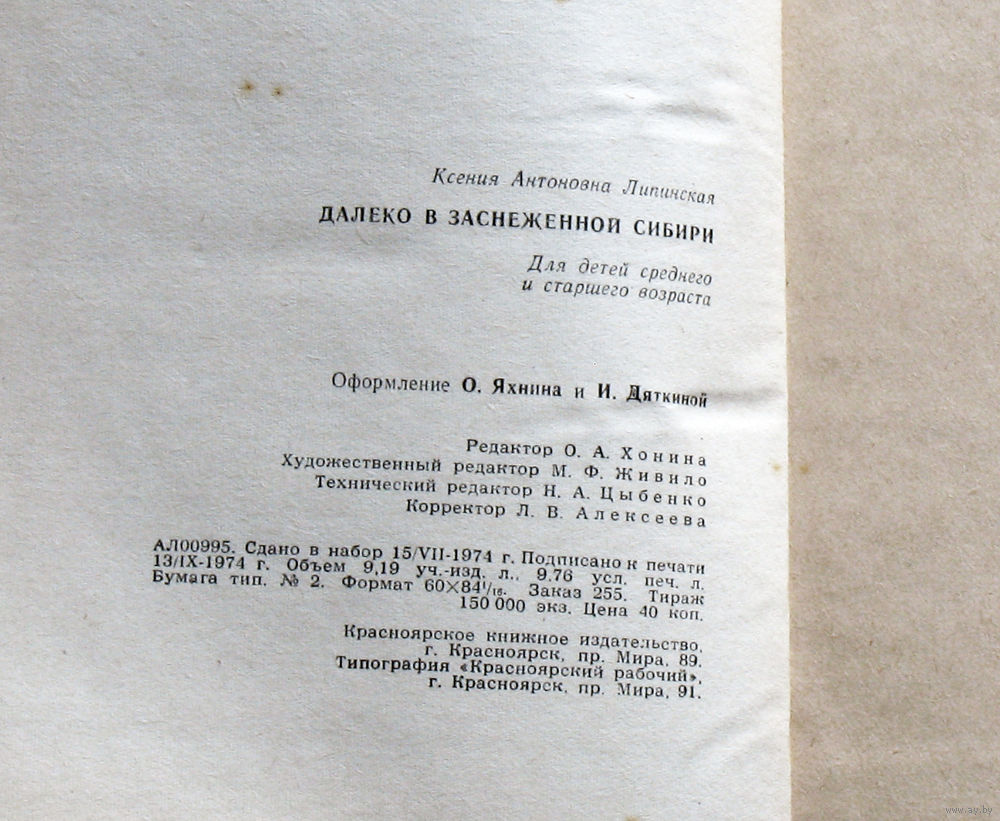 Ксения Антоновна Липинская
ДАЛЕКО В ЗАСНЕЖЕННОЙ СИБИРИ
Для детей среднего
и старшего возраста
Оформление О. Яхнина и И. Дяткиной
Редактор О. А. Хонина
Художественный редактор М. Ф. Живило
Технический редактор Н. А. Цыбенко
Корректор Л. В. Алексеева
АЛ00995. Сдано в набор 15/VII-1974 г. Подписано к печати
13/IX-1974 г. Объем 9,19 уч.-изд. л., 9.76 усл. печ. л.
Бумага тип. № 2. Формат 60×84¹/₁₆. Заказ 255. Тираж
150 000 экз. Цена 40 коп.
Красноярское книжное издательство,
г. Красноярск, пр. Мира, 89.
Типография «Красноярский рабочий»,
г. Красноярск, пр. Мира, 91.
www.ay.by